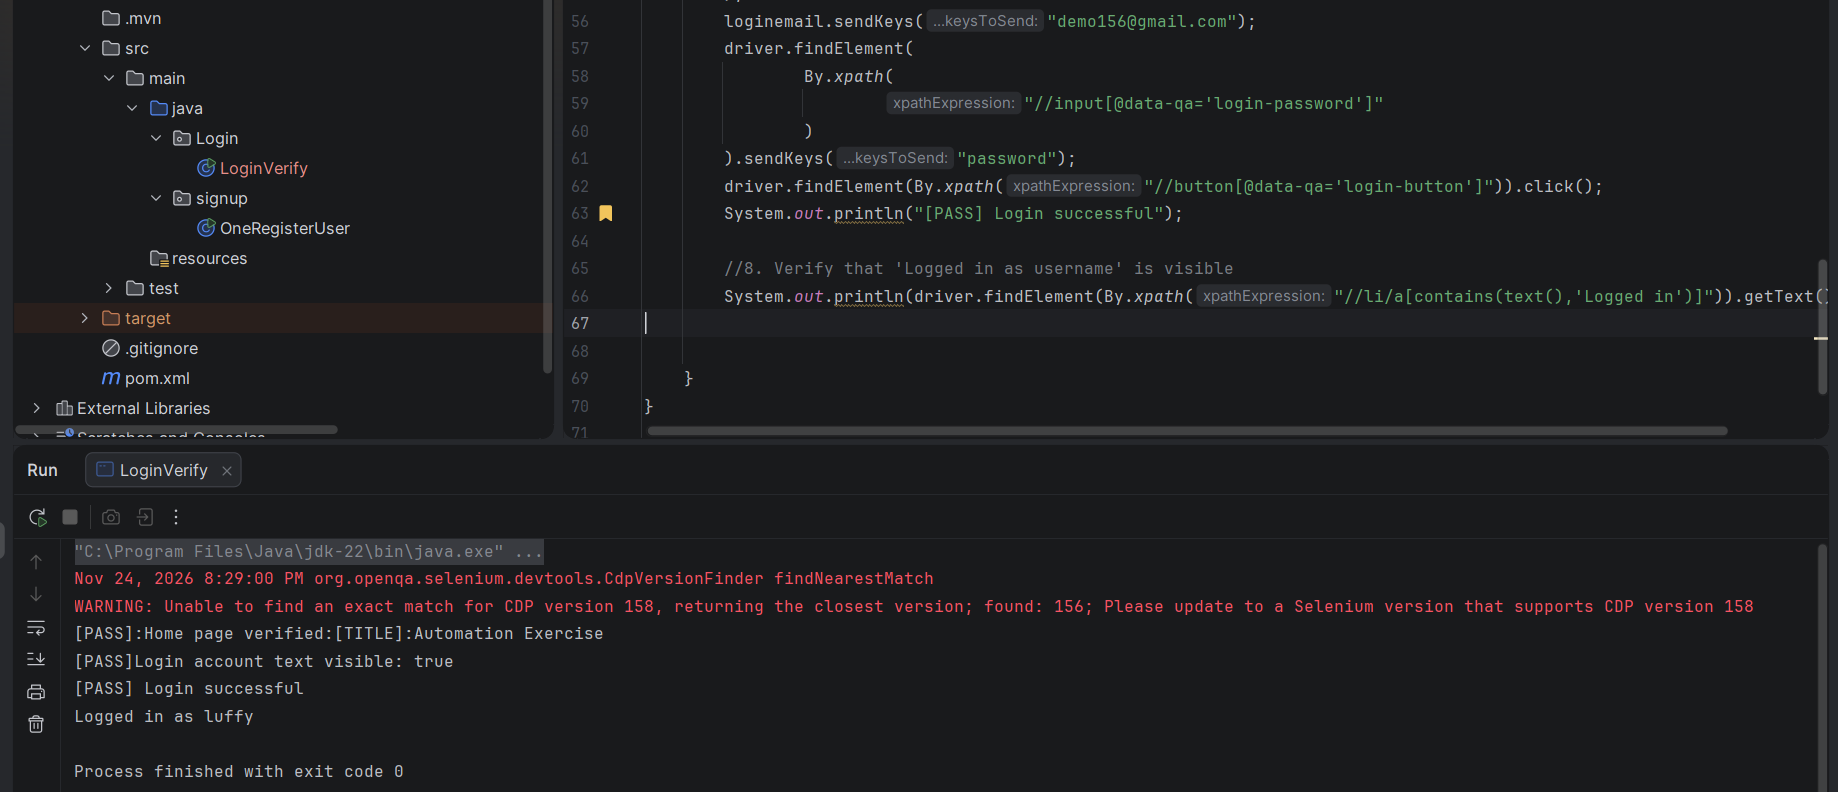 .mvn
src
main
java
Login
LoginVerify
signup
OneRegisterUser
resources
test
target
.gitignore
m pom.xml
External Libraries
Scratches and Consoles
56 loginemail.sendKeys( ...keysToSend: "demo156@gmail.com");
57 driver.findElement(
58 By.xpath(
59 xpathExpression: "//input[@data-qa='login-password']"
60 )
61 ).sendKeys( ...keysToSend: "password");
62 driver.findElement(By.xpath( xpathExpression: "//button[@data-qa='login-button']")).click();
63 System.out.println("[PASS] Login successful");
64
65 //8. Verify that 'Logged in as username' is visible
66 System.out.println(driver.findElement(By.xpath( xpathExpression: "//li/a[contains(text(),'Logged in')]")).getText()
67
68
69 }
70 }
71
Run LoginVerify
"C:\Program Files\Java\jdk-22\bin\java.exe" ...
Nov 24, 2026 8:29:00 PM org.openqa.selenium.devtools.CdpVersionFinder findNearestMatch
WARNING: Unable to find an exact match for CDP version 158, returning the closest version; found: 156; Please update to a Selenium version that supports CDP version 158
[PASS]:Home page verified:[TITLE]:Automation Exercise
[PASS]Login account text visible: true
[PASS] Login successful
Logged in as luffy
Process finished with exit code 0